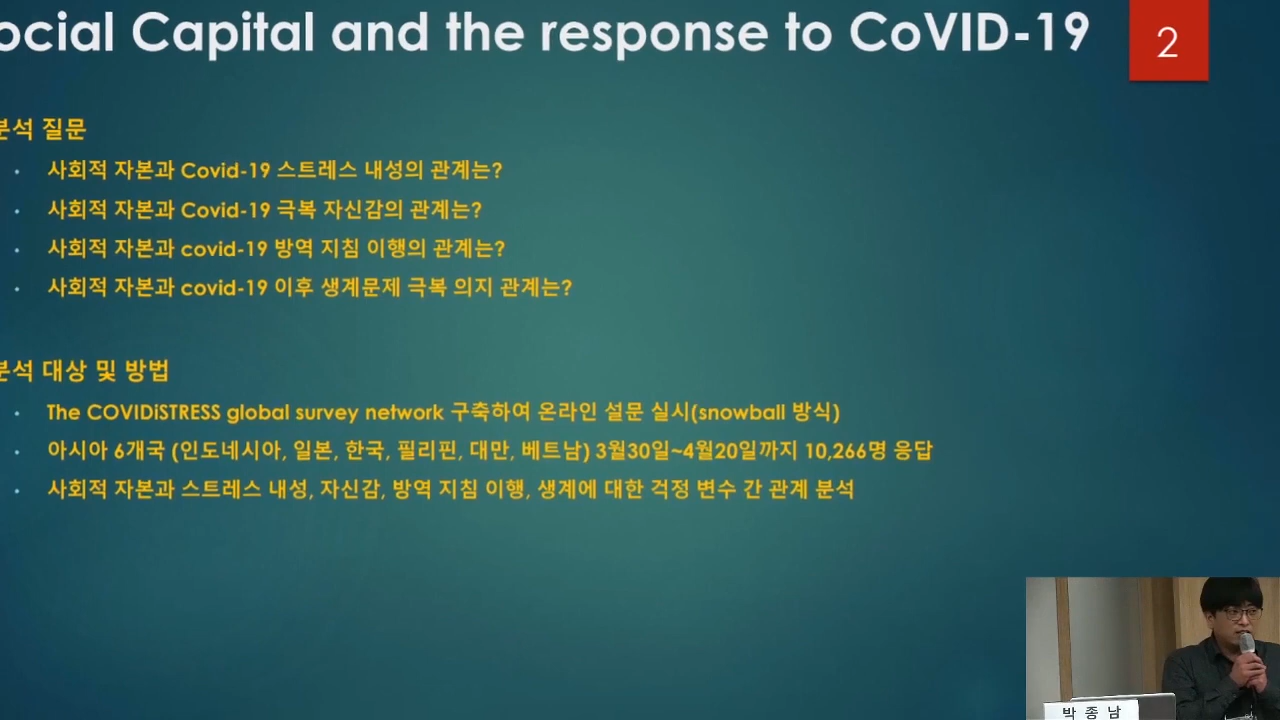 ocial Capital and the response to CoVID-19
2
분석 질문
사회적 자본과 Covid-19 스트레스 내성의 관계는?
사회적 자본과 Covid-19 극복 자신감의 관계는?
사회적 자본과 covid-19 방역 지침 이행의 관계는?
사회적 자본과 covid-19 이후 생계문제 극복 의지 관계는?
분석 대상 및 방법
The COVIDiSTRESS global survey network 구축하여 온라인 설문 실시(snowball 방식)
아시아 6개국 (인도네시아, 일본, 한국, 필리핀, 대만, 베트남) 3월30일~4월20일까지 10,266명 응답
사회적 자본과 스트레스 내성, 자신감, 방역 지침 이행, 생계에 대한 걱정 변수 간 관계 분석
박 종 남